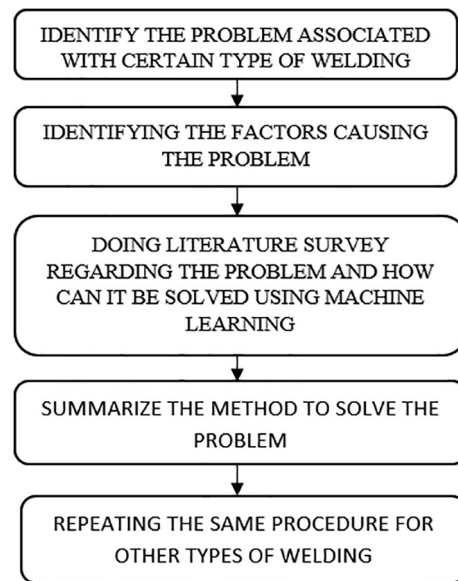 IDENTIFY THE PROBLEM ASSOCIATED
WITH CERTAIN TYPE OF WELDING
IDENTIFYING THE FACTORS CAUSING
THE PROBLEM
DOING LITERATURE SURVEY
REGARDING THE PROBLEM AND HOW
CAN IT BE SOLVED USING MACHINE
LEARNING
SUMMARIZE THE METHOD TO SOLVE THE
PROBLEM
REPEATING THE SAME PROCEDURE FOR
OTHER TYPES OF WELDING